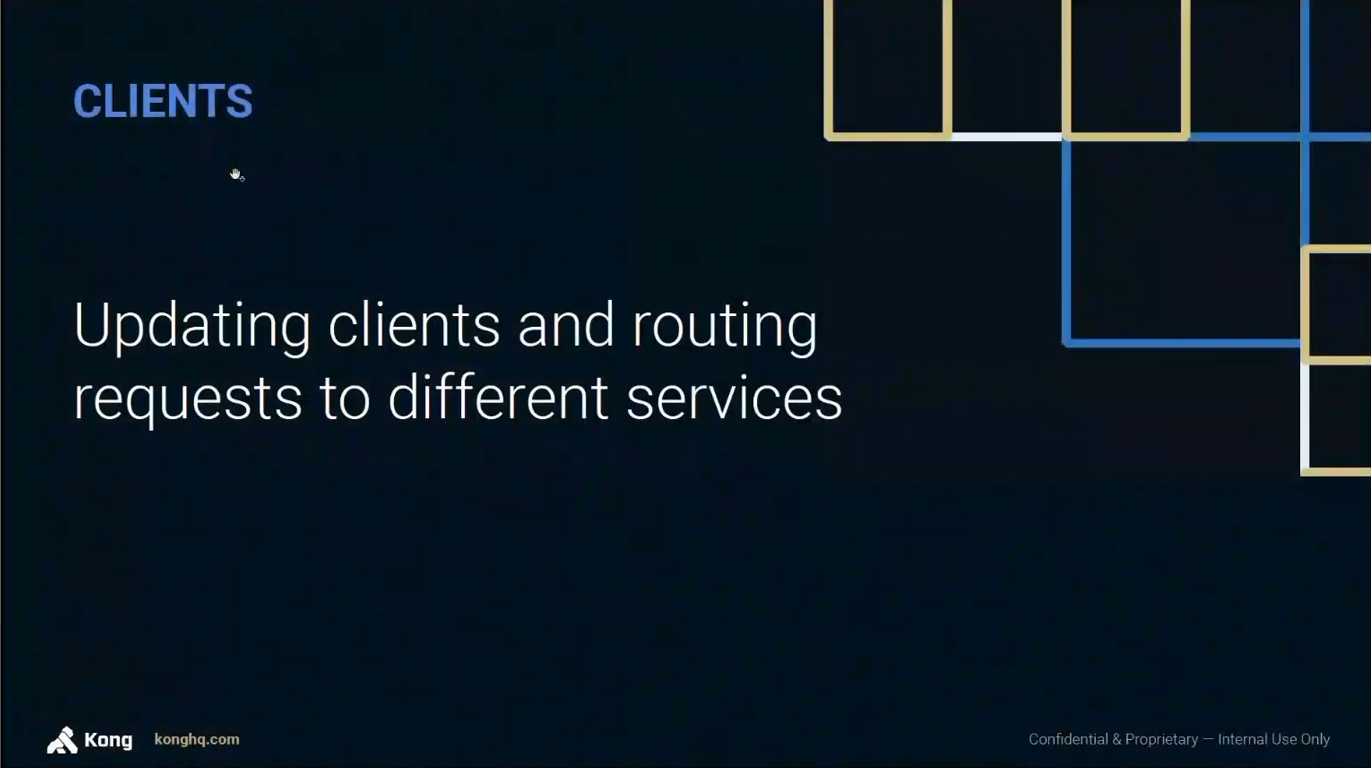 CLIENTS
Updating clients and routing
requests to different services
Kong konghq.com
Confidential & Proprietary — Internal Use Only